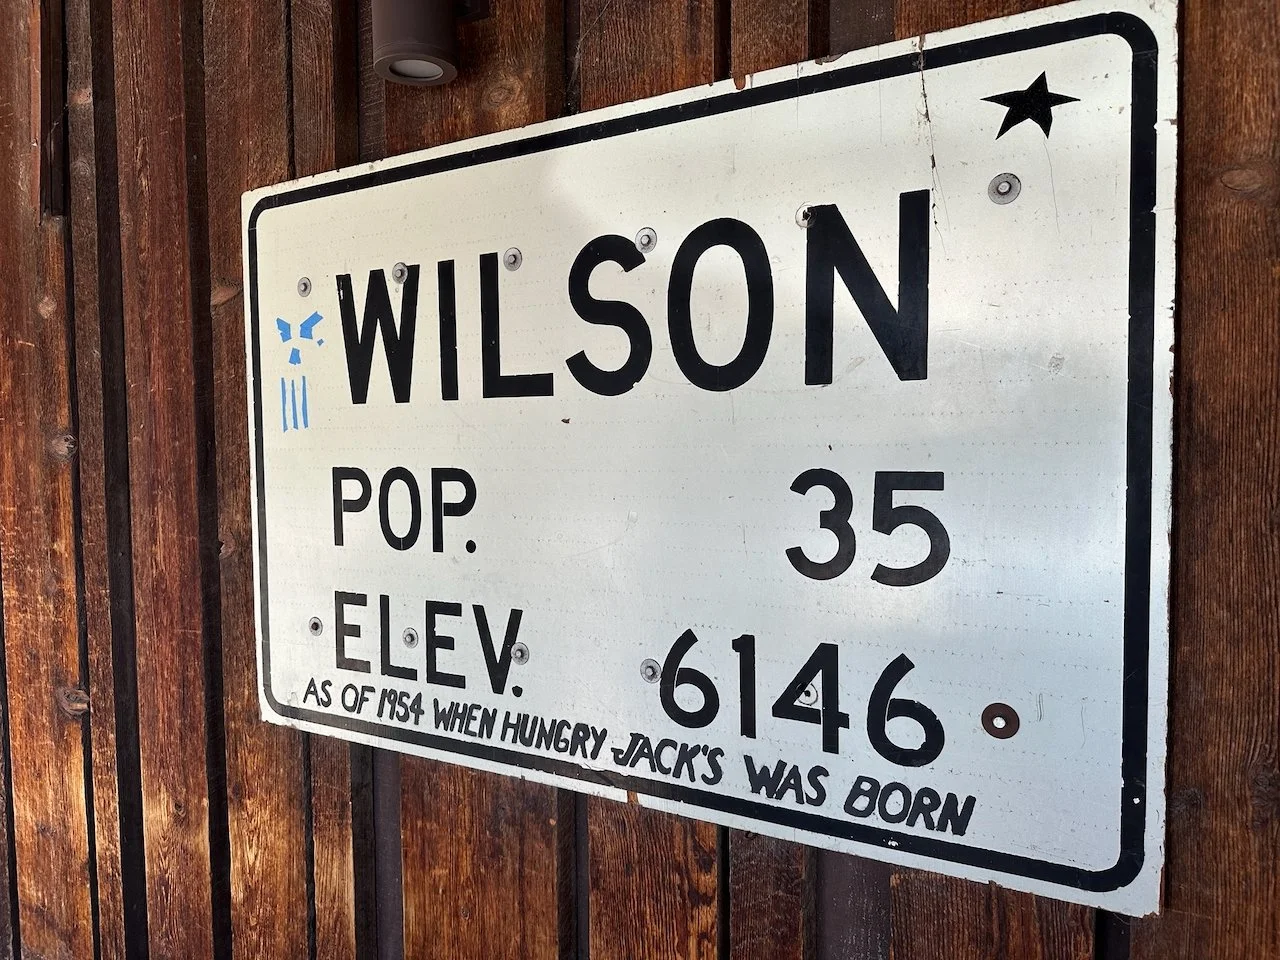 WILSON
POP. 35
ELEV. 6146
AS OF 1954 WHEN HUNGRY JACK'S WAS BORN